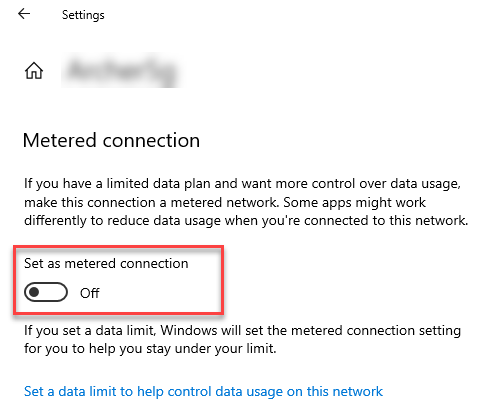 Settings
Metered connection
If you have a limited data plan and want more control over data usage,
make this connection a metered network. Some apps might work
differently to reduce data usage when you're connected to this network.
Set as metered connection
Off
If you set a data limit, Windows will set the metered connection setting
for you to help you stay under your limit.
Set a data limit to help control data usage on this network